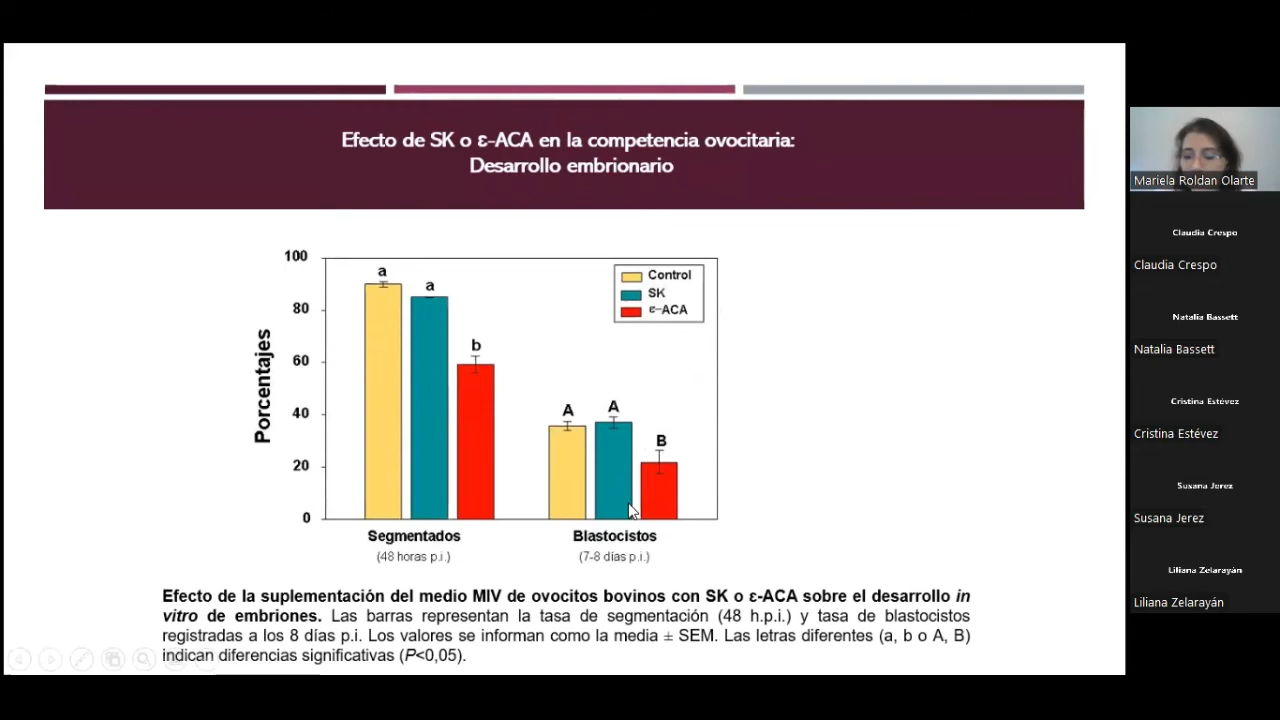 Efecto de SK o ε-ACA en la competencia ovocitaria:
Desarrollo embrionario
Porcentajes
100
80
60
40
20
0
a
a
b
A
A
B
Control
SK
ε–ACA
Segmentados
(48 horas p.i.)
Blastocistos
(7-8 días p.i.)
Efecto de la suplementación del medio MIV de ovocitos bovinos con SK o ε-ACA sobre el desarrollo in
vitro de embriones. Las barras representan la tasa de segmentación (48 h.p.i.) y tasa de blastocistos
registradas a los 8 días p.i. Los valores se informan como la media ± SEM. Las letras diferentes (a, b o A, B)
indican diferencias significativas (P<0,05).
Mariela Roldan Olarte
Claudia Crespo
Claudia Crespo
Natalia Bassett
Natalia Bassett
Cristina Estévez
Cristina Estévez
Susana Jerez
Susana Jerez
Liliana Zelarayán
Liliana Zelarayán